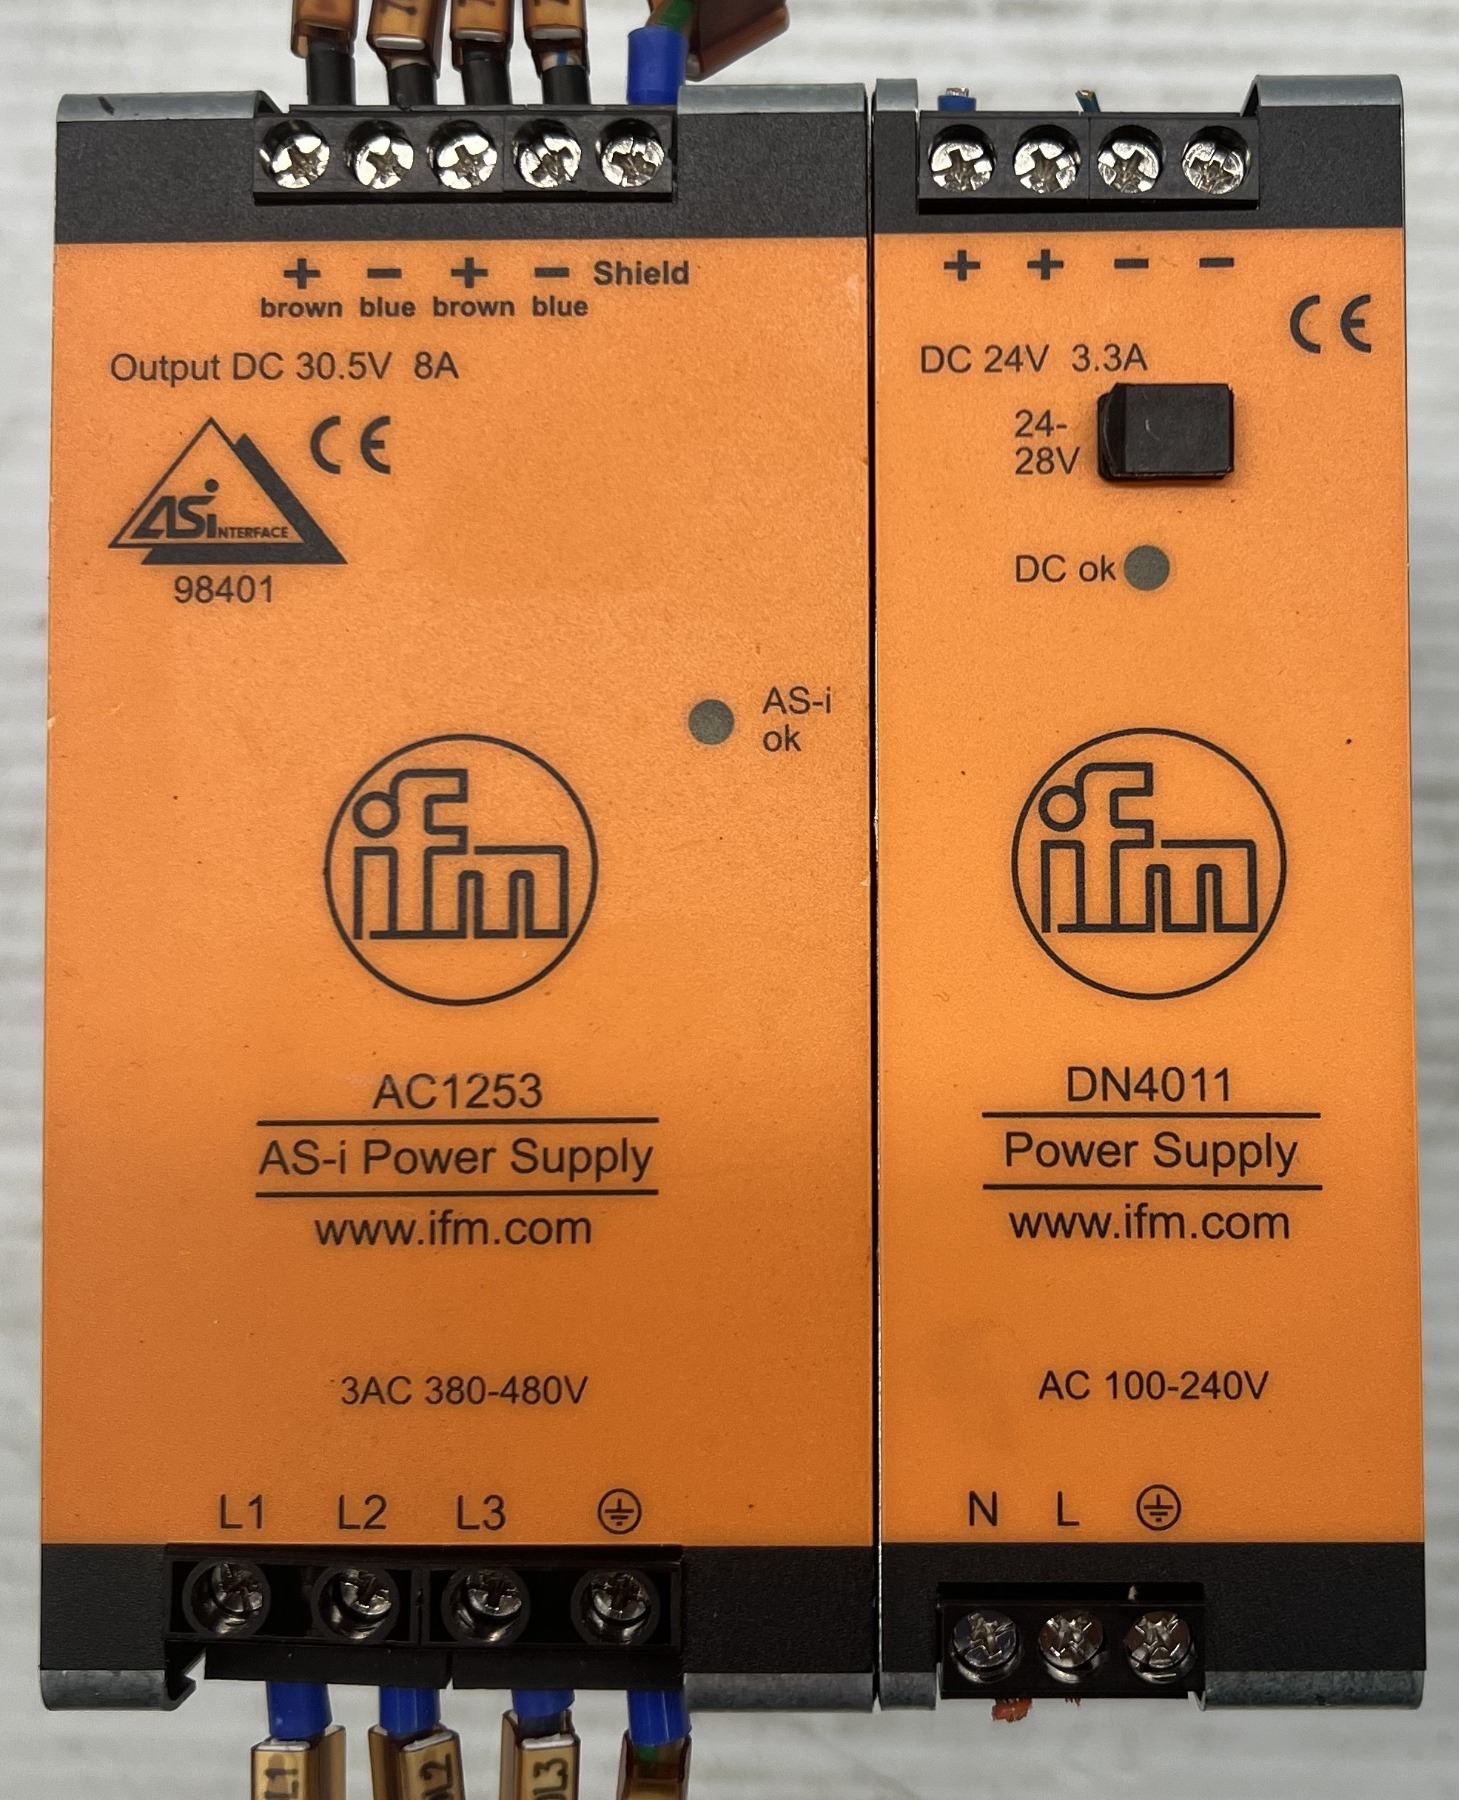 + − + − Shield
brown blue brown blue
Output DC 30.5V 8A
CE
ASi
INTERFACE
98401
AS-i
ok
ifm
AC1253
AS-i Power Supply
www.ifm.com
3AC 380-480V
L1 L2 L3
L2
L3
+ + − −
CE
DC 24V 3.3A
24-
28V
DC ok
ifm
DN4011
Power Supply
www.ifm.com
AC 100-240V
N L